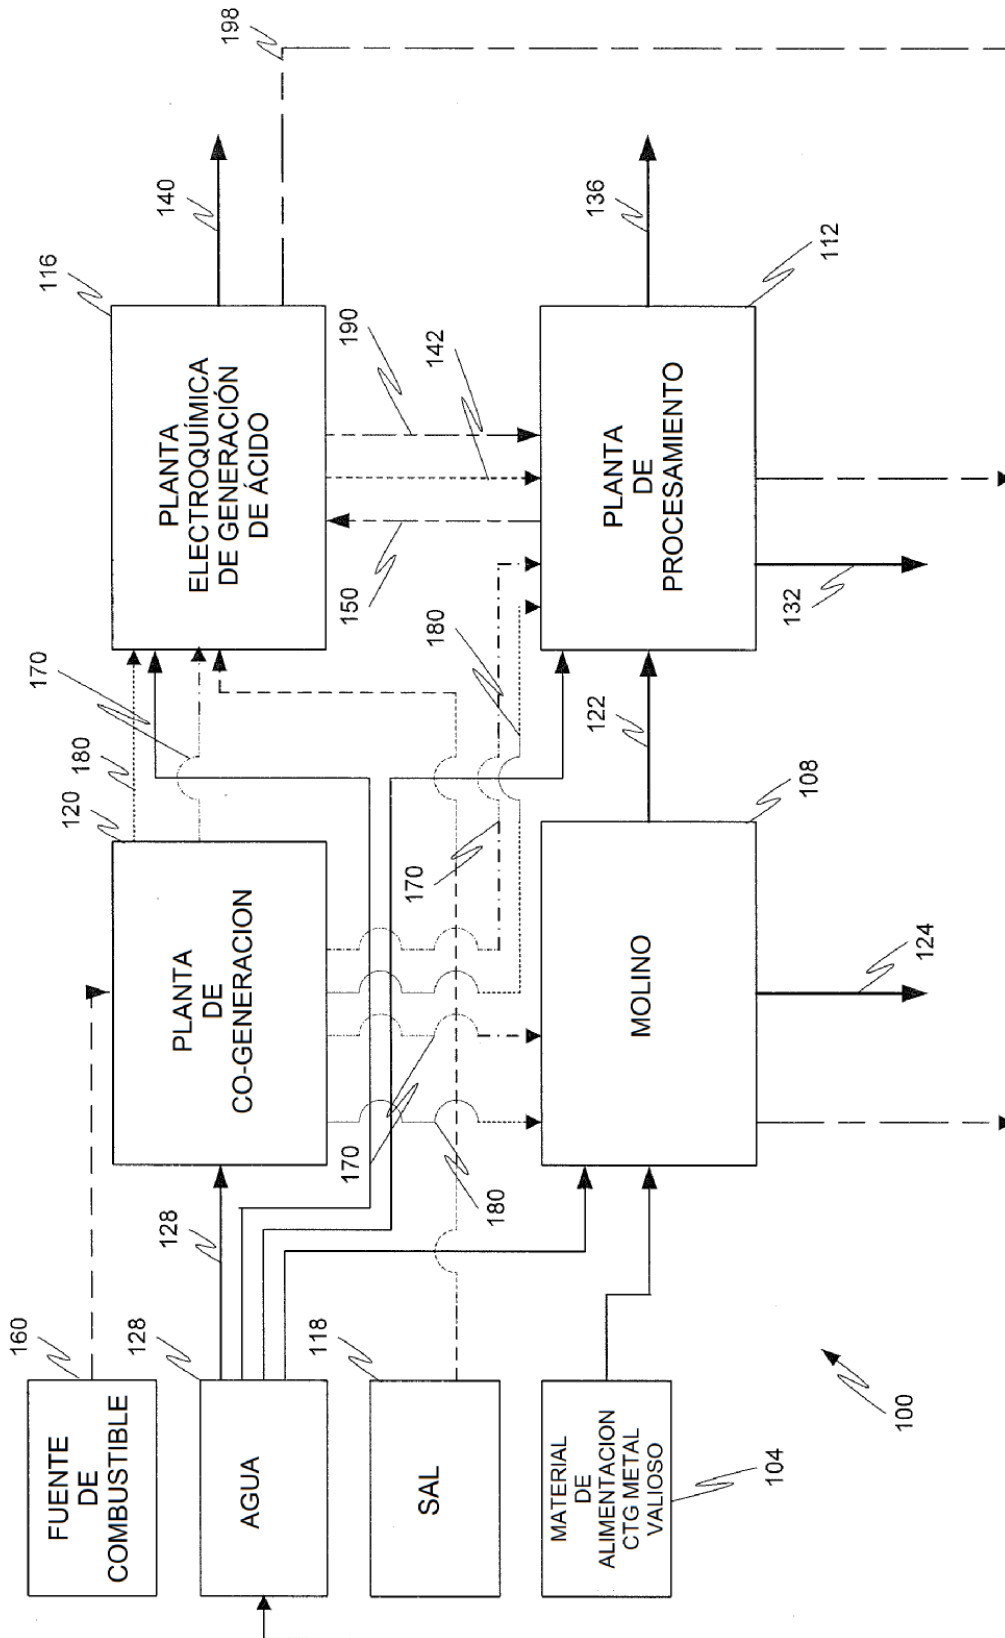 FUENTE
DE
COMBUSTIBLE
160
AGUA
128
128
SAL
118
MATERIAL
DE
ALIMENTACION
CTG METAL
VALIOSO
104
100
PLANTA
DE
CO-GENERACION
120
180
170
170
180
170
180
MOLINO
108
124
122
PLANTA
ELECTROQUÍMICA
DE GENERACIÓN
DE ÁCIDO
116
140
198
150
142
190
PLANTA
DE
PROCESAMIENTO
112
132
136